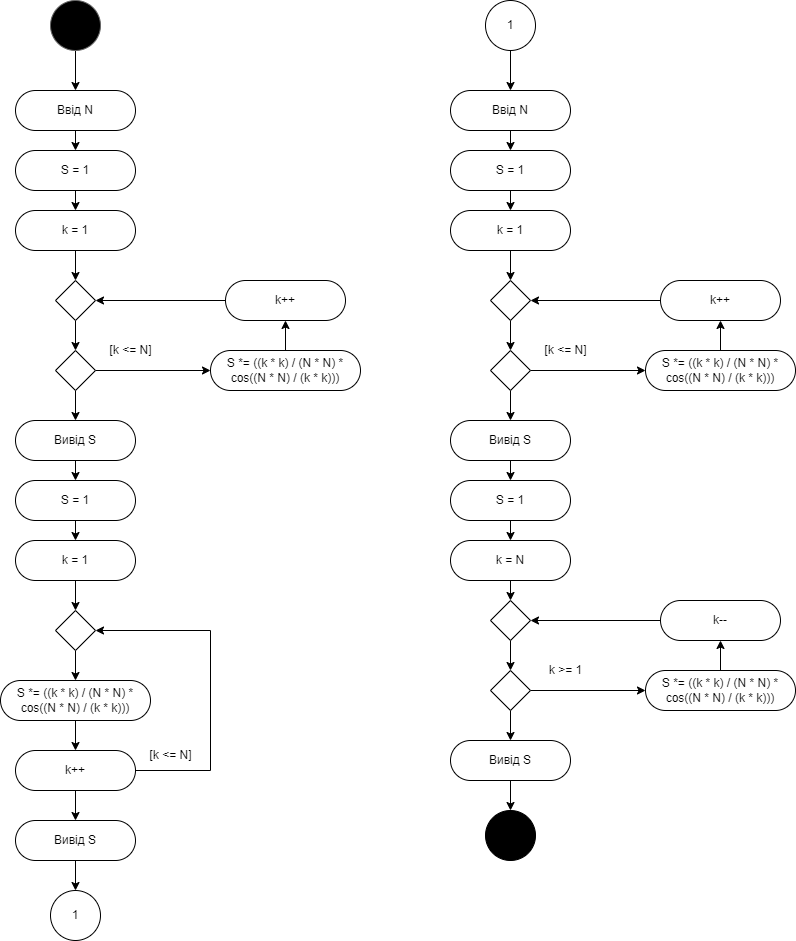 Ввід N
S = 1
k = 1
k++
[k <= N]
S *= ((k * k) / (N * N) *
cos((N * N) / (k * k)))
Вивід S
S = 1
k = 1
S *= ((k * k) / (N * N) *
cos((N * N) / (k * k)))
[k <= N]
k++
Вивід S
1
1
Ввід N
S = 1
k = 1
k++
[k <= N]
S *= ((k * k) / (N * N) *
cos((N * N) / (k * k)))
Вивід S
S = 1
k = N
k--
k >= 1
S *= ((k * k) / (N * N) *
cos((N * N) / (k * k)))
Вивід S